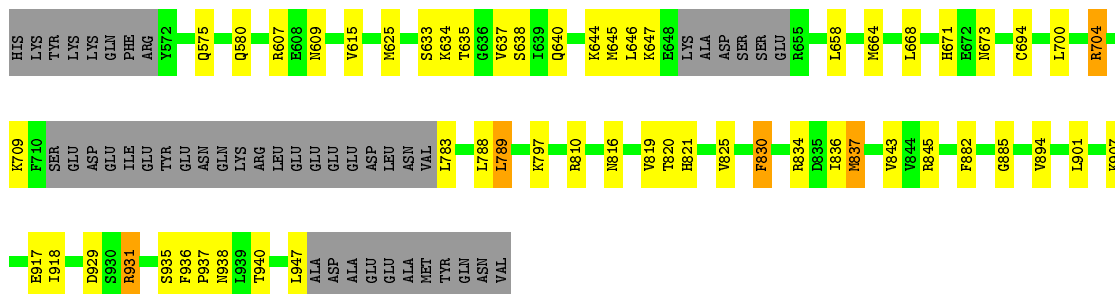 HIS LYS TYR LYS LYS GLN PHE ARG Y572 Q575 Q580 R607 E608 N609 V615 M625 S633 K634 T635 G636 V637 S638 I639 Q640 K644 M645 L646 K647 E648 LYS ALA ASP SER SER GLU R655 L658 M664 L668 H671 E672 N673 C694 L700 R704
K709 F710 SER GLU ASP GLU ILE GLU TYR GLU ASN GLN LYS ARG LEU GLU GLU GLU GLU ASP LEU ASN VAL L783 L788 L789 K797 R810 N816 V819 T820 H821 V825 F830 R834 D835 I836 M837 V843 V844 R845 F882 G885 V894 L901
E917 I918 D929 S930 R931 S935 F936 P937 N938 L939 T940 L947 ALA ASP ALA GLU GLU ALA MET TYR GLN ASN VAL